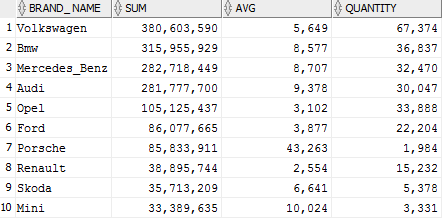 BRAND_NAME SUM AVG QUANTITY
1 Volkswagen 380,603,590 5,649 67,374
2 Bmw 315,955,929 8,577 36,837
3 Mercedes_Benz 282,718,449 8,707 32,470
4 Audi 281,777,700 9,378 30,047
5 Opel 105,125,437 3,102 33,888
6 Ford 86,077,665 3,877 22,204
7 Porsche 85,833,911 43,263 1,984
8 Renault 38,895,744 2,554 15,232
9 Skoda 35,713,209 6,641 5,378
10 Mini 33,389,635 10,024 3,331